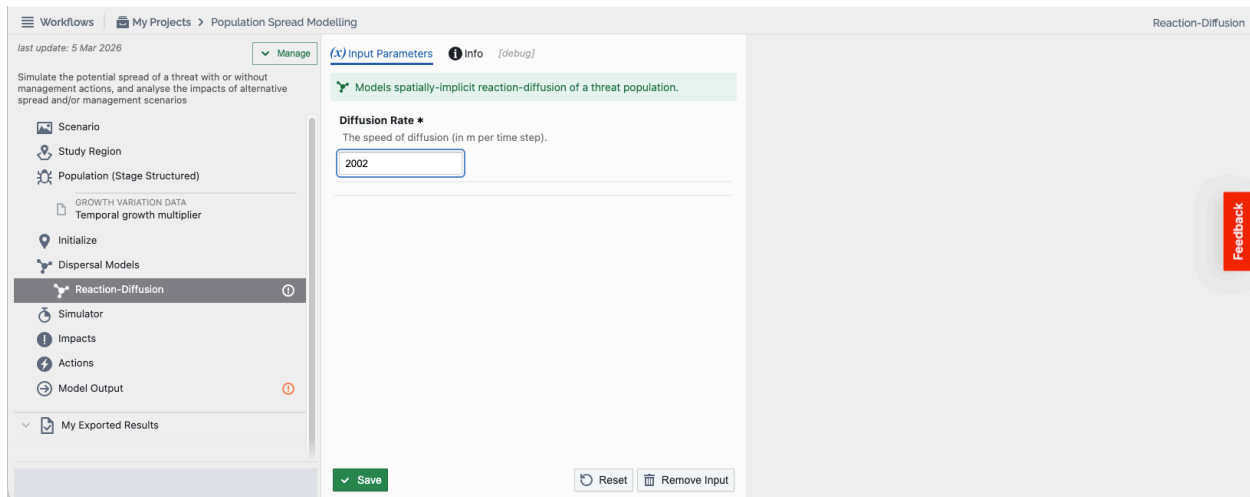 Workflows My Projects > Population Spread Modelling Reaction-Diffusion
last update: 5 Mar 2026
Manage
Simulate the potential spread of a threat with or without
management actions, and analyse the impacts of alternative
spread and/or management scenarios
Scenario
Study Region
Population (Stage Structured)
GROWTH VARIATION DATA
Temporal growth multiplier
Initialize
Dispersal Models
Reaction-Diffusion
Simulator
Impacts
Actions
Model Output
My Exported Results
(x) Input Parameters Info [debug]
Models spatially-implicit reaction-diffusion of a threat population.
Diffusion Rate *
The speed of diffusion (in m per time step).
2002
Save Reset Remove Input
Feedback